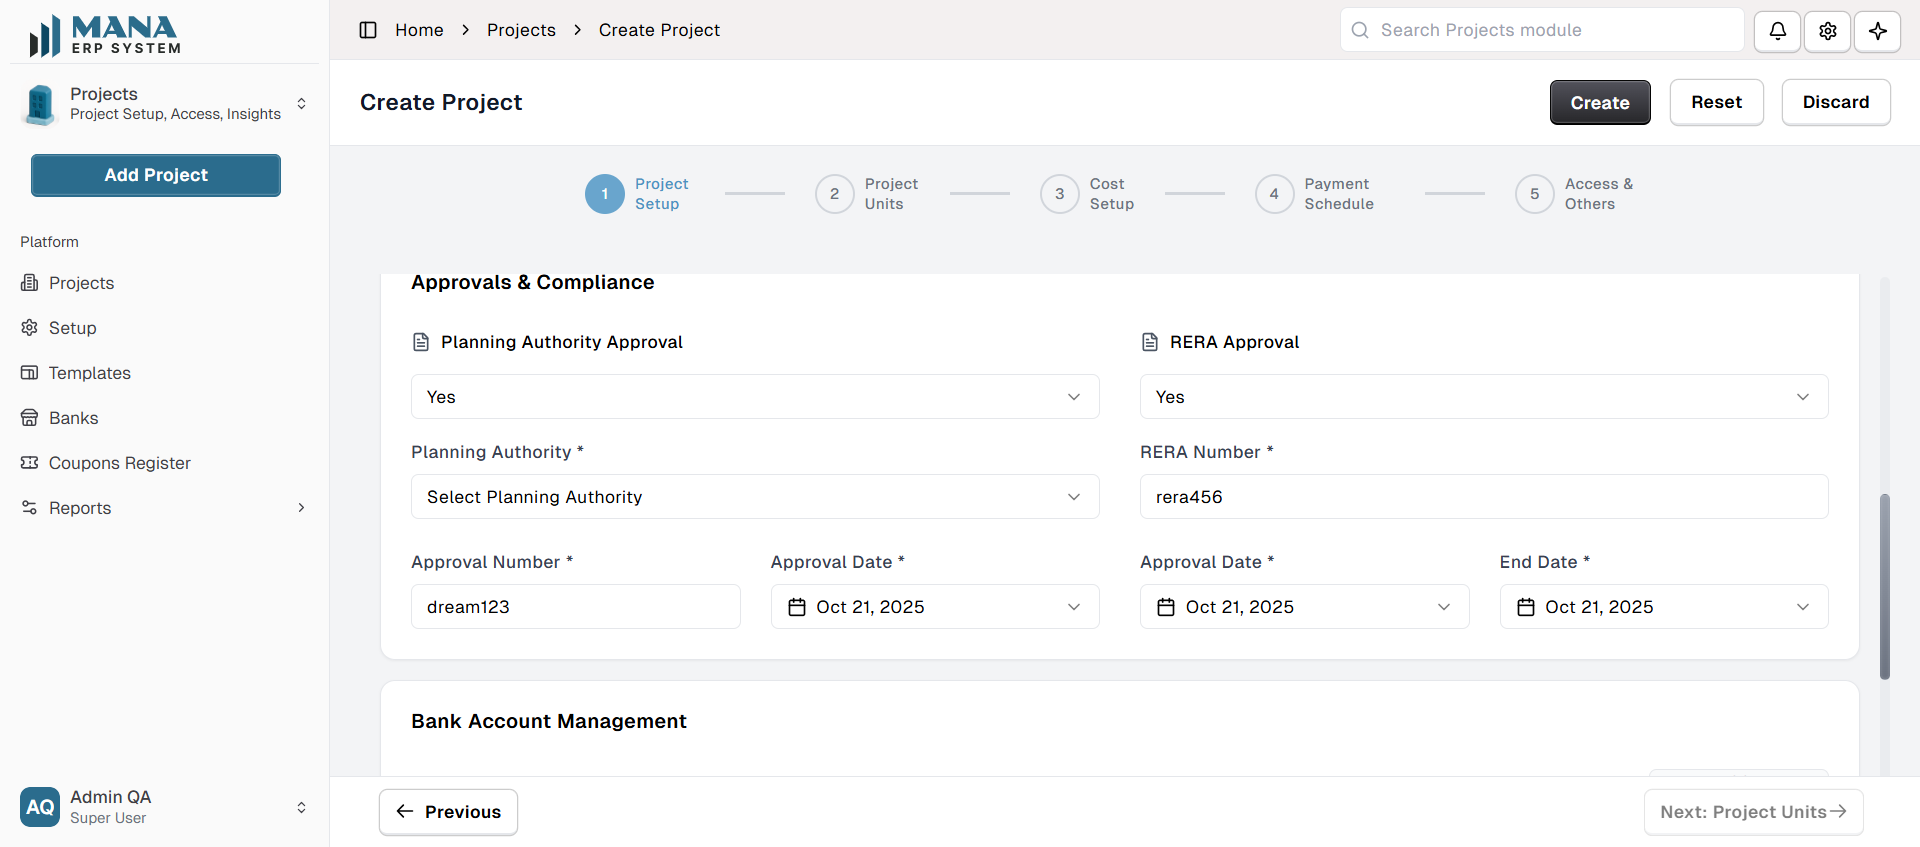 MANA
ERP SYSTEM
Projects
Project Setup, Access, Insights
Add Project
Platform
Projects
Setup
Templates
Banks
Coupons Register
Reports
AQ
Admin QA
Super User
Home
Projects
Create Project
Search Projects module
Create Project
Create
Reset
Discard
1
Project
Setup
2
Project
Units
3
Cost
Setup
4
Payment
Schedule
5
Access &
Others
Approvals & Compliance
Planning Authority Approval
Yes
Planning Authority *
Select Planning Authority
Approval Number *
dream123
Approval Date *
Oct 21, 2025
RERA Approval
Yes
RERA Number *
rera456
Approval Date *
Oct 21, 2025
End Date *
Oct 21, 2025
Bank Account Management
Previous
Next: Project Units